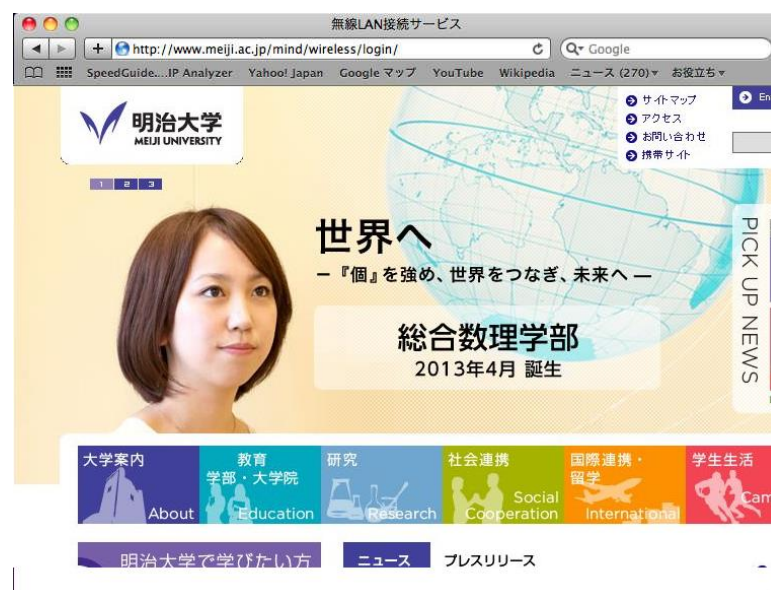 無線LAN接続サービス
http://www.meiji.ac.jp/mind/wireless/login/
Google
SpeedGuide....IP Analyzer Yahoo! Japan Google マップ YouTube Wikipedia ニュース (270)▾ お役立ち▾
明治大学
MEIJI UNIVERSITY
サイトマップ
アクセス
お問い合わせ
携帯サイト
En
1 2 3
世界へ
―『個』を強め、世界をつなぎ、未来へ―
総合数理学部
2013年4月 誕生
PICK UP NEWS
大学案内
About
教育
学部・大学院
Education
研究
Research
社会連携
Social
Cooperation
国際連携・
留学
International
学生生活
Cam
明治大学で学びたい方
ニュース
プレスリリース